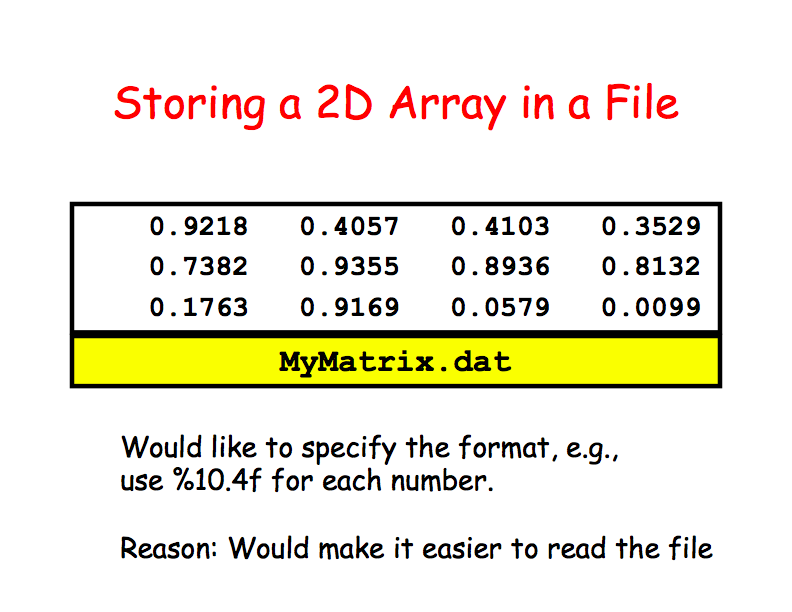 Storing a 2D Array in a File
0.9218 0.4057 0.4103 0.3529
0.7382 0.9355 0.8936 0.8132
0.1763 0.9169 0.0579 0.0099
MyMatrix.dat
Would like to specify the format, e.g.,
use %10.4f for each number.
Reason: Would make it easier to read the file